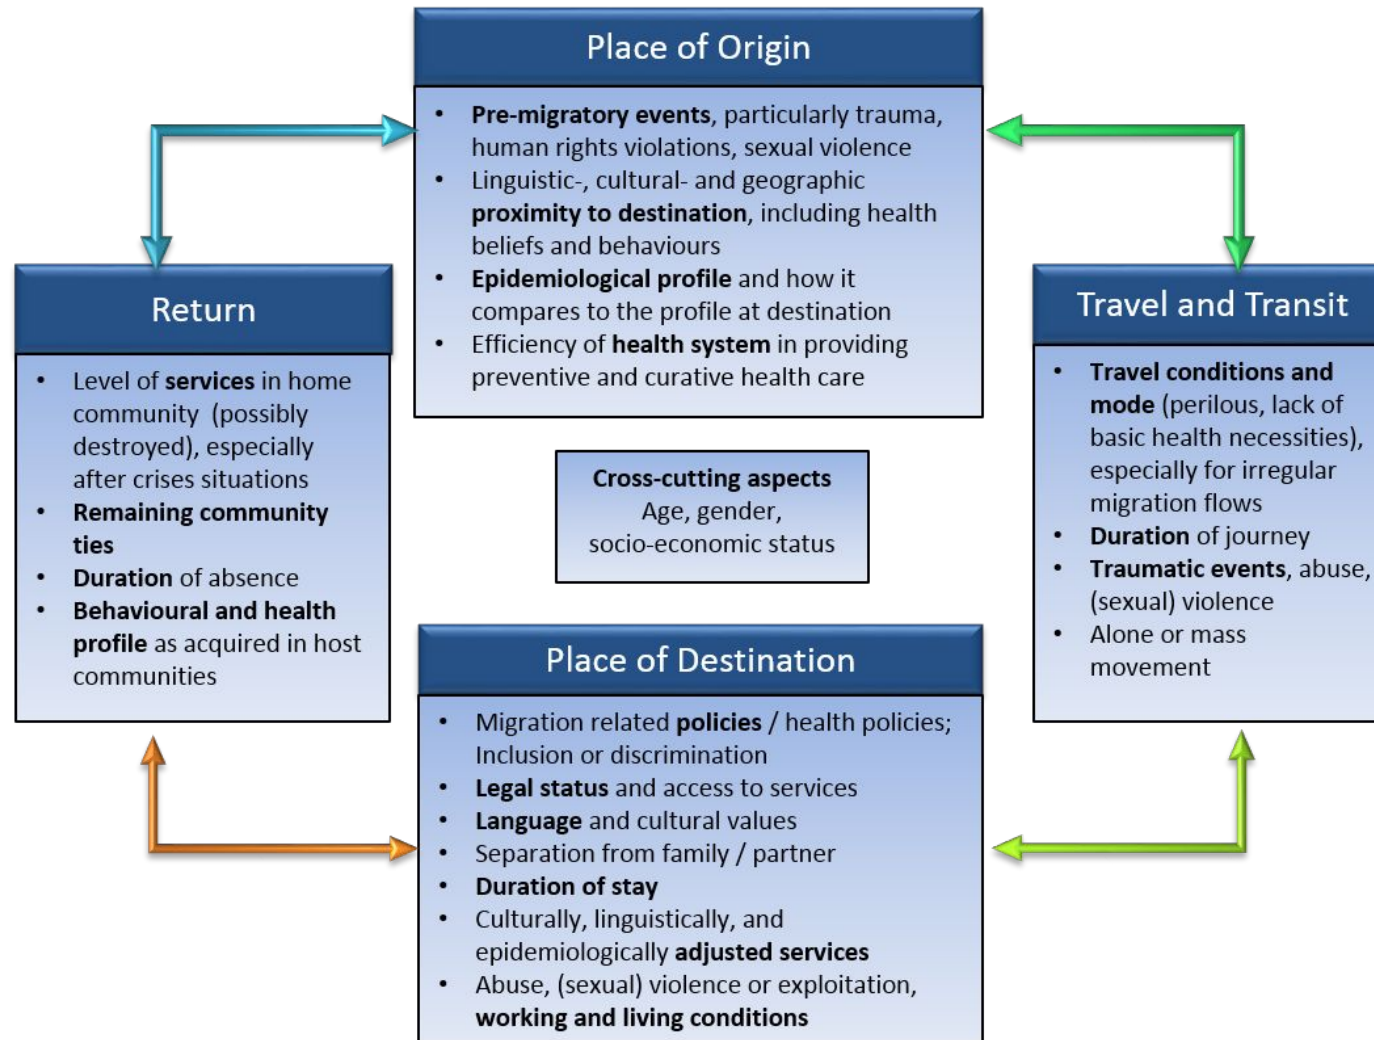 Place of Origin
• Pre-migratory events, particularly trauma,
human rights violations, sexual violence
• Linguistic-, cultural- and geographic
proximity to destination, including health
beliefs and behaviours
• Epidemiological profile and how it
compares to the profile at destination
• Efficiency of health system in providing
preventive and curative health care
Return
• Level of services in home
community (possibly
destroyed), especially
after crises situations
• Remaining community
ties
• Duration of absence
• Behavioural and health
profile as acquired in host
communities
Cross-cutting aspects
Age, gender,
socio-economic status
Travel and Transit
• Travel conditions and
mode (perilous, lack of
basic health necessities),
especially for irregular
migration flows
• Duration of journey
• Traumatic events, abuse,
(sexual) violence
• Alone or mass
movement
Place of Destination
• Migration related policies / health policies;
Inclusion or discrimination
• Legal status and access to services
• Language and cultural values
• Separation from family / partner
• Duration of stay
• Culturally, linguistically, and
epidemiologically adjusted services
• Abuse, (sexual) violence or exploitation,
working and living conditions